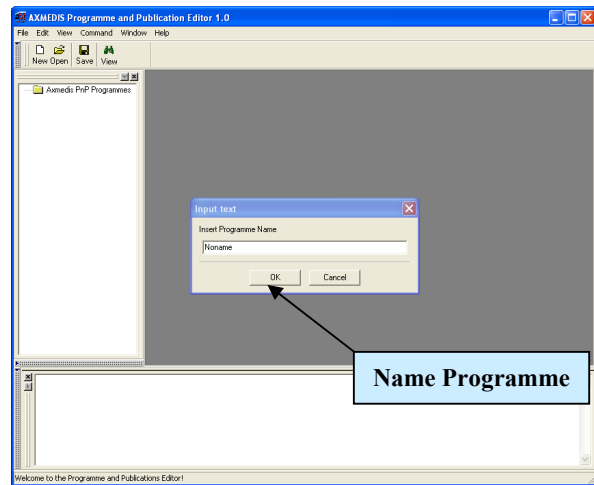 AXMEDIS Programme and Publication Editor 1.0
File Edit View Command Window Help
New Open Save View
Axmedis PnP Programmes
Input text
Insert Programme Name
Noname
OK Cancel
Name Programme
Welcome to the Programme and Publications Editor!